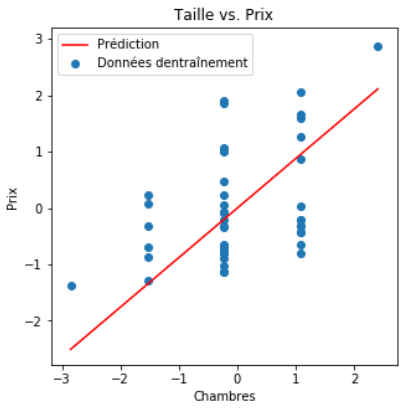 Taille vs. Prix
Prédiction
Données dentraînement
3
2
1
0
−1
−2
Prix
−3
−2
−1
0
1
2
Chambres